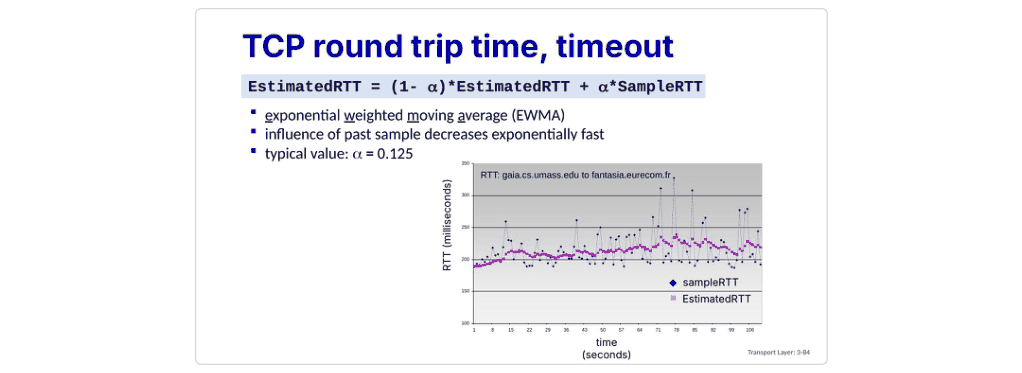 TCP round trip time, timeout
EstimatedRTT = (1- α)*EstimatedRTT + α*SampleRTT
exponential weighted moving average (EWMA)
influence of past sample decreases exponentially fast
typical value: α = 0.125
RTT: gaia.cs.umass.edu to fantasia.eurecom.fr
RTT (milliseconds)
350
300
250
200
150
100
sampleRTT
EstimatedRTT
1 8 15 22 29 36 43 50 57 64 71 78 85 92 99 106
time
(seconds)
Transport Layer: 3-84